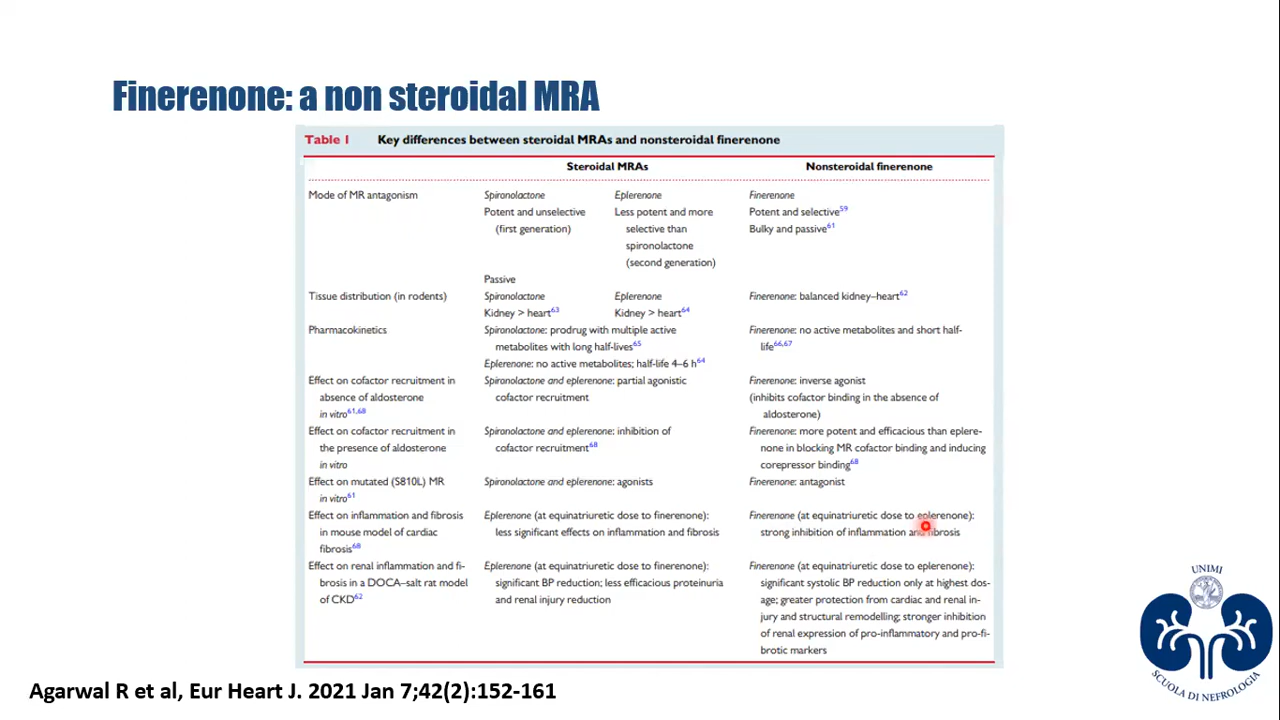 Finerenone: a non steroidal MRA
Table 1 Key differences between steroidal MRAs and nonsteroidal finerenone
Steroidal MRAs Nonsteroidal finerenone
Mode of MR antagonism Spironolactone Eplerenone Finerenone
Potent and unselective Less potent and more Potent and selective59
(first generation) selective than Bulky and passive61
spironolactone
(second generation)
Passive
Tissue distribution (in rodents) Spironolactone Eplerenone Finerenone: balanced kidney–heart62
Kidney > heart63 Kidney > heart64
Pharmacokinetics Spironolactone: prodrug with multiple active Finerenone: no active metabolites and short half-
metabolites with long half-lives65 life66,67
Eplerenone: no active metabolites; half-life 4–6 h64
Effect on cofactor recruitment in Spironolactone and eplerenone: partial agonistic Finerenone: inverse agonist
absence of aldosterone cofactor recruitment (inhibits cofactor binding in the absence of
in vitro61,68 aldosterone)
Effect on cofactor recruitment in Spironolactone and eplerenone: inhibition of Finerenone: more potent and efficacious than eplere-
the presence of aldosterone cofactor recruitment68 none in blocking MR cofactor binding and inducing
in vitro corepressor binding68
Effect on mutated (S810L) MR Spironolactone and eplerenone: agonists Finerenone: antagonist
in vitro61
Effect on inflammation and fibrosis Eplerenone (at equinatriuretic dose to finerenone): Finerenone (at equinatriuretic dose to eplerenone):
in mouse model of cardiac less significant effects on inflammation and fibrosis strong inhibition of inflammation and fibrosis
fibrosis68
Effect on renal inflammation and fi- Eplerenone (at equinatriuretic dose to finerenone): Finerenone (at equinatriuretic dose to eplerenone):
brosis in a DOCA–salt rat model significant BP reduction; less efficacious proteinuria significant systolic BP reduction only at highest dos-
of CKD62 and renal injury reduction age; greater protection from cardiac and renal in-
jury and structural remodelling; stronger inhibition
of renal expression of pro-inflammatory and pro-fi-
brotic markers
UNIMI
SCUOLA DI NEFROLOGIA
Agarwal R et al, Eur Heart J. 2021 Jan 7;42(2):152-161